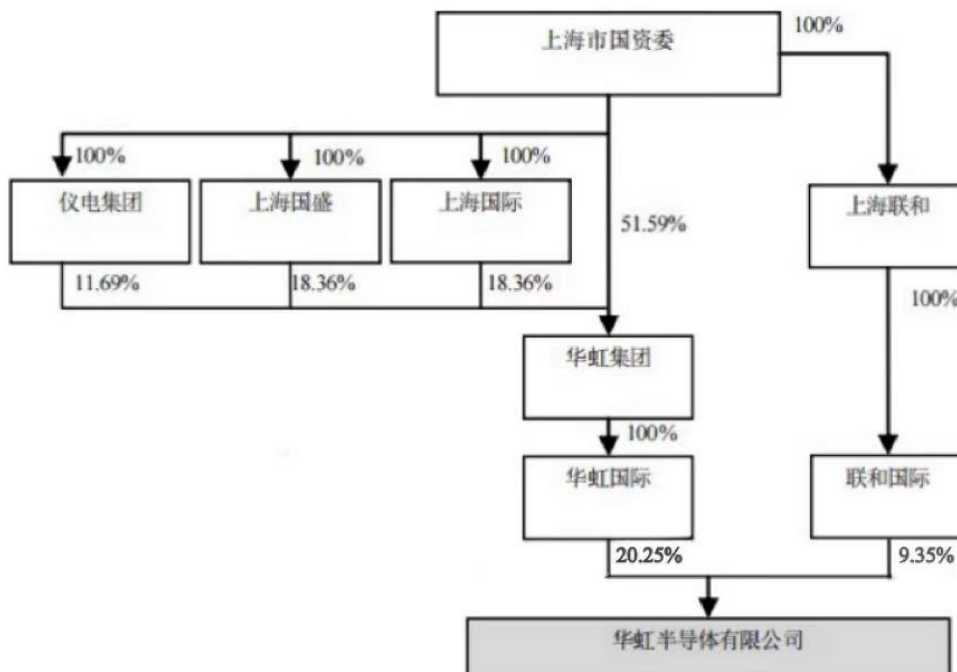 上海市国资委
100%
100%
100%
100%
仪电集团
上海国盛
上海国际
上海联和
51.59%
11.69%
18.36%
18.36%
100%
华虹集团
100%
华虹国际
联和国际
20.25%
9.35%
华虹半导体有限公司